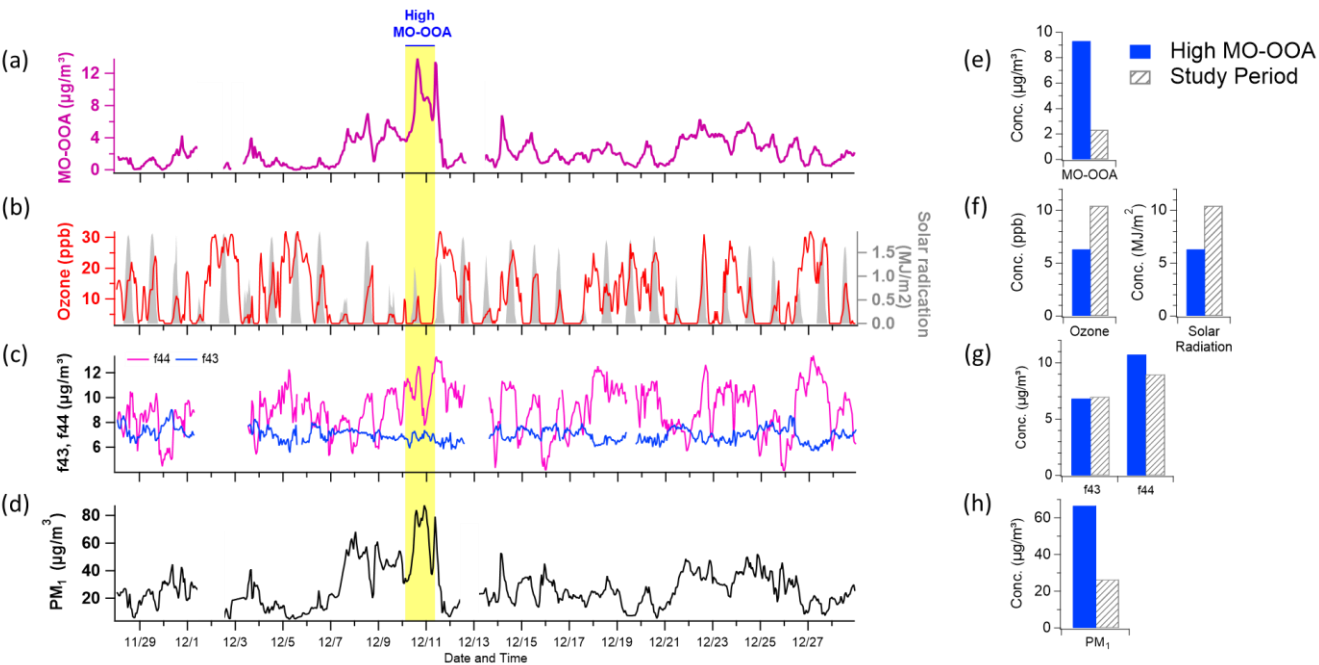 High
MO-OOA
(a)
MO-OOA (µg/m³)
12
8
4
0
(b)
Ozone (ppb)
30
20
10
1.5
1.0
0.5
0.0
Solar radication
(MJ/m2)
(c)
f43, f44 (µg/m³)
f44 f43
12
10
8
6
(d)
PM₁ (µg/m³)
80
60
40
20
11/29 12/1 12/3 12/5 12/7 12/9 12/11 12/13 12/15 12/17 12/19 12/21 12/23 12/25 12/27
Date and Time
(e)
Conc. (µg/m³)
10
8
6
4
2
0
MO-OOA
High MO-OOA
Study Period
(f)
Conc. (ppb)
10
5
0
Ozone
Conc. (MJ/m²)
10
5
0
Solar
Radiation
(g)
Conc. (µg/m³)
10
5
0
f43 f44
(h)
Conc. (µg/m³)
60
40
20
0
PM₁